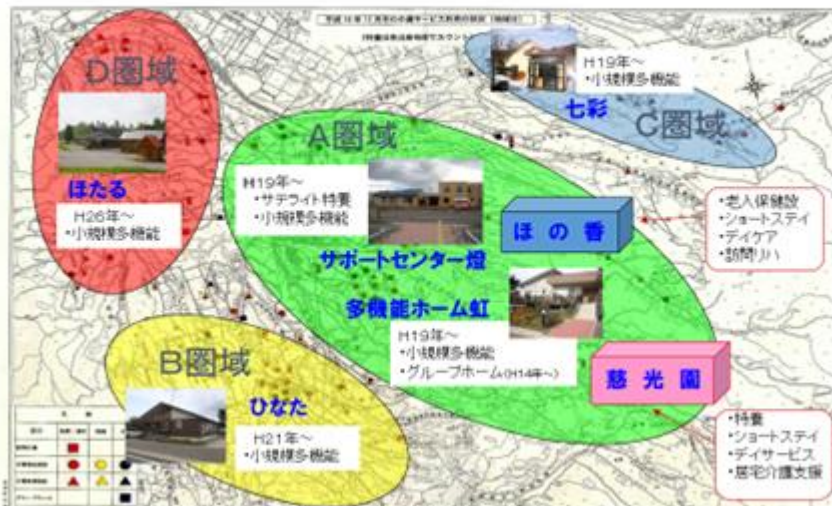 D圏域
ほたる
H26年～
・小規模多機能
A圏域
H19年～
・サテライト特養
・小規模多機能
サポートセンター燈
多機能ホーム虹
H19年～
・小規模多機能
・グループホーム(H14年～)
ほの香
慈光園
H19年～
・小規模多機能
七彩
C圏域
・老人保健設
・ショートステイ
・デイケア
・訪問リハ
B圏域
ひなた
H21年～
・小規模多機能
・特養
・ショートステイ
・デイサービス
・居宅介護支援